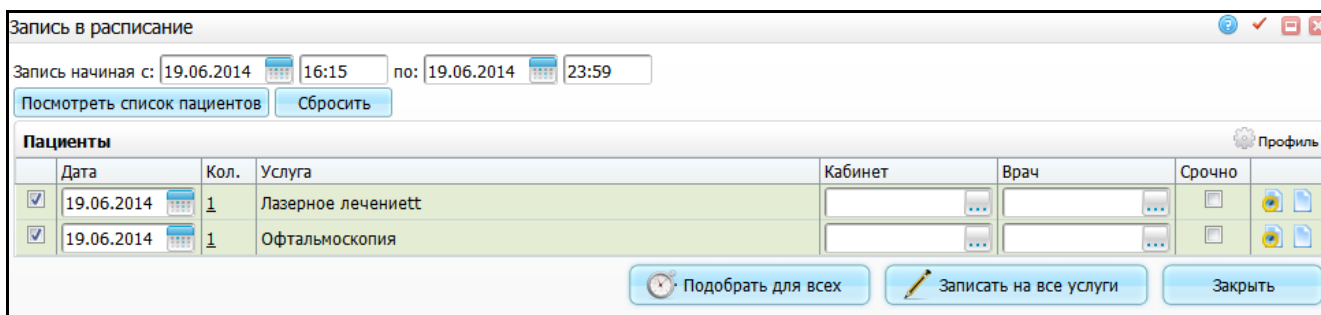 Запись в расписание
Запись начиная с: 19.06.2014 16:15 по: 19.06.2014 23:59
Посмотреть список пациентов Сбросить
Пациенты Профиль
Дата Кол. Услуга Кабинет Врач Срочно
19.06.2014 1 Лазерное лечениеtt ... ...
19.06.2014 1 Офтальмоскопия ... ...
Подобрать для всех Записать на все услуги Закрыть